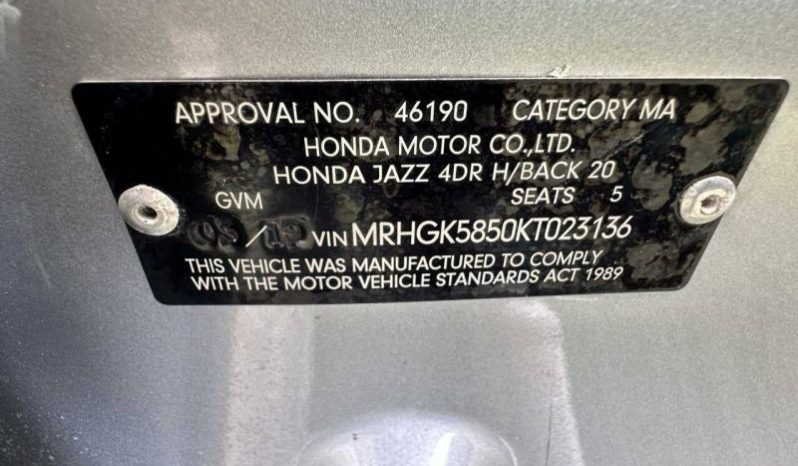 APPROVAL NO. 46190 CATEGORY MA
HONDA MOTOR CO.,LTD.
HONDA JAZZ 4DR H/BACK 20
GVM SEATS 5
VIN MRHGK5850KT023136
THIS VEHICLE WAS MANUFACTURED TO COMPLY
WITH THE MOTOR VEHICLE STANDARDS ACT 1989